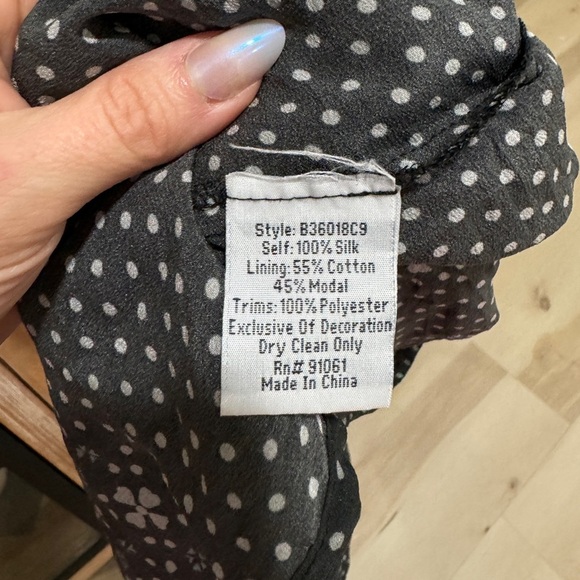 Style: B36018C9
Self: 100% Silk
Lining: 55% Cotton
45% Modal
Trims: 100% Polyester
Exclusive Of Decoration
Dry Clean Only
Rn# 91061
Made In China